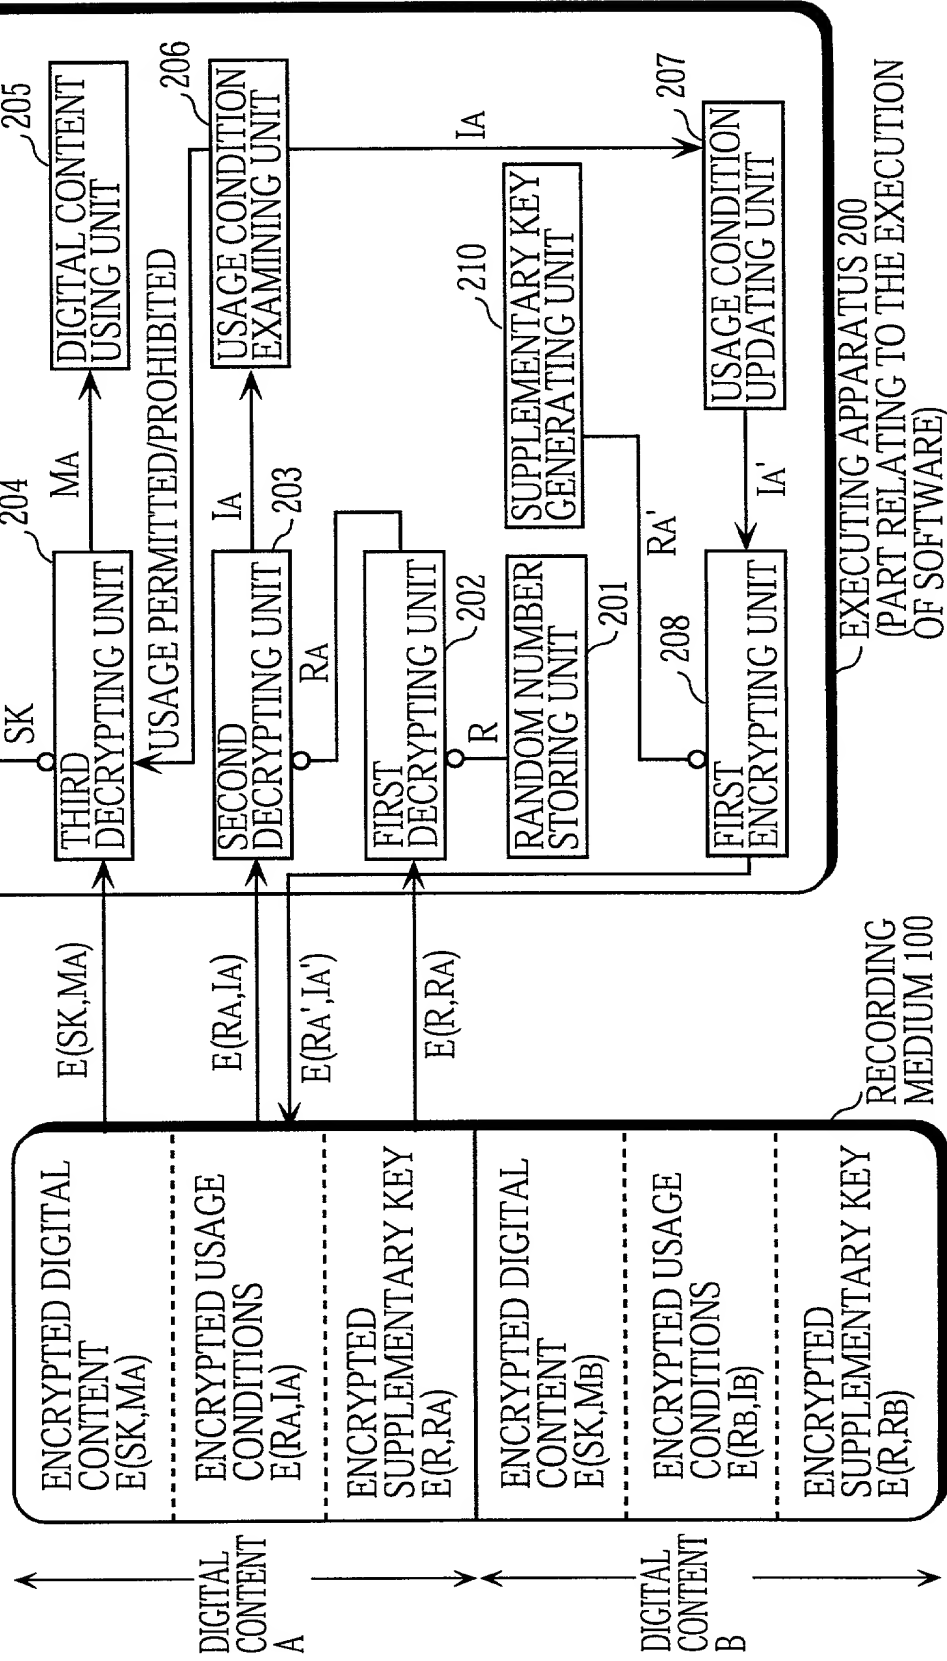 DIGITAL
CONTENT
A
DIGITAL
CONTENT
B
ENCRYPTED DIGITAL
CONTENT
E(SK,MA)
ENCRYPTED USAGE
CONDITIONS
E(RA,IA)
ENCRYPTED
SUPPLEMENTARY KEY
E(R,RA)
ENCRYPTED DIGITAL
CONTENT
E(SK,MB)
ENCRYPTED USAGE
CONDITIONS
E(RB,IB)
ENCRYPTED
SUPPLEMENTARY KEY
E(R,RB)
RECORDING
MEDIUM 100
E(SK,MA)
E(RA,IA)
E(RA',IA')
E(R,RA)
SK
THIRD
DECRYPTING UNIT
204
MA
DIGITAL CONTENT
USING UNIT
205
USAGE PERMITTED/PROHIBITED
SECOND
DECRYPTING UNIT
203
IA
USAGE CONDITION
EXAMINING UNIT
206
RA
FIRST
DECRYPTING UNIT
202
R
RANDOM NUMBER
STORING UNIT
201
SUPPLEMENTARY KEY
GENERATING UNIT
210
IA
RA'
208
FIRST
ENCRYPTING UNIT
IA'
USAGE CONDITION
UPDATING UNIT
207
EXECUTING APPARATUS 200
(PART RELATING TO THE EXECUTION
OF SOFTWARE)